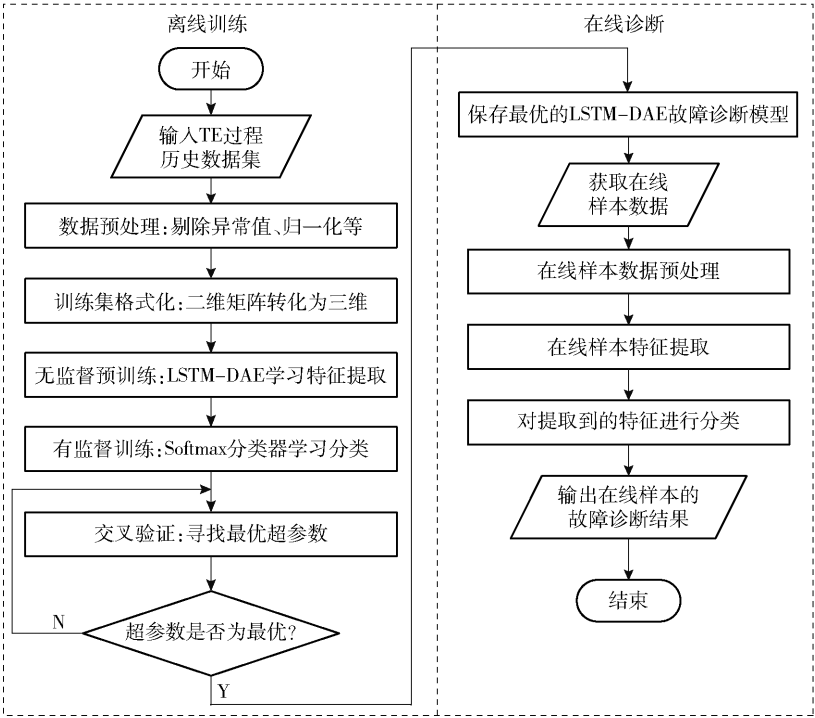 离线训练
开始
输入TE过程
历史数据集
数据预处理:剔除异常值、归一化等
训练集格式化:二维矩阵转化为三维
无监督预训练:LSTM-DAE学习特征提取
有监督训练:Softmax分类器学习分类
交叉验证:寻找最优超参数
超参数是否为最优?
N
Y
在线诊断
保存最优的LSTM-DAE故障诊断模型
获取在线
样本数据
在线样本数据预处理
在线样本特征提取
对提取到的特征进行分类
输出在线样本的
故障诊断结果
结束